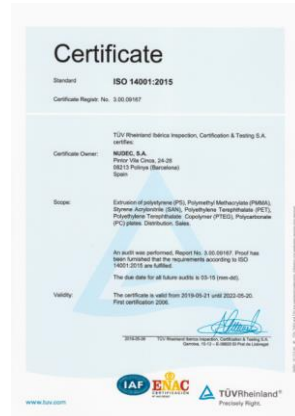 Certificate
Standard ISO 14001:2015
Certificate Registr. No. 3.00.09167
TÜV Rheinland Ibérica Inspection, Certification & Testing S.A.
certifies:
Certificate Owner: NUDEC, S.A.
Pintor Vila Cinca, 24-28
08213 Polinya (Barcelona)
Spain
Scope: Extrusion of polystyrene (PS), Polymethyl Methacrylate (PMMA),
Styrene Acrylonitrile (SAN), Polyethylene Terephthalate (PET),
Polyethylene Terephthalate Copolymer (PTEG), Polycarbonate
(PC) plates. Distribution. Sales.
An audit was performed, Report No. 3.00.09167. Proof has
been furnished that the requirements according to ISO
14001:2015 are fulfilled.
The due date for all future audits is 03-16 (mm-dd).
Validity: The certificate is valid from 2019-05-21 until 2022-05-20.
First certification 2006.
TÜV Rheinland Ibérica Inspection, Certification & Testing S.A.
IAF
ENAC
CERTIFICACIÓN
www.tuv.com
TÜVRheinland®
Precisely Right.